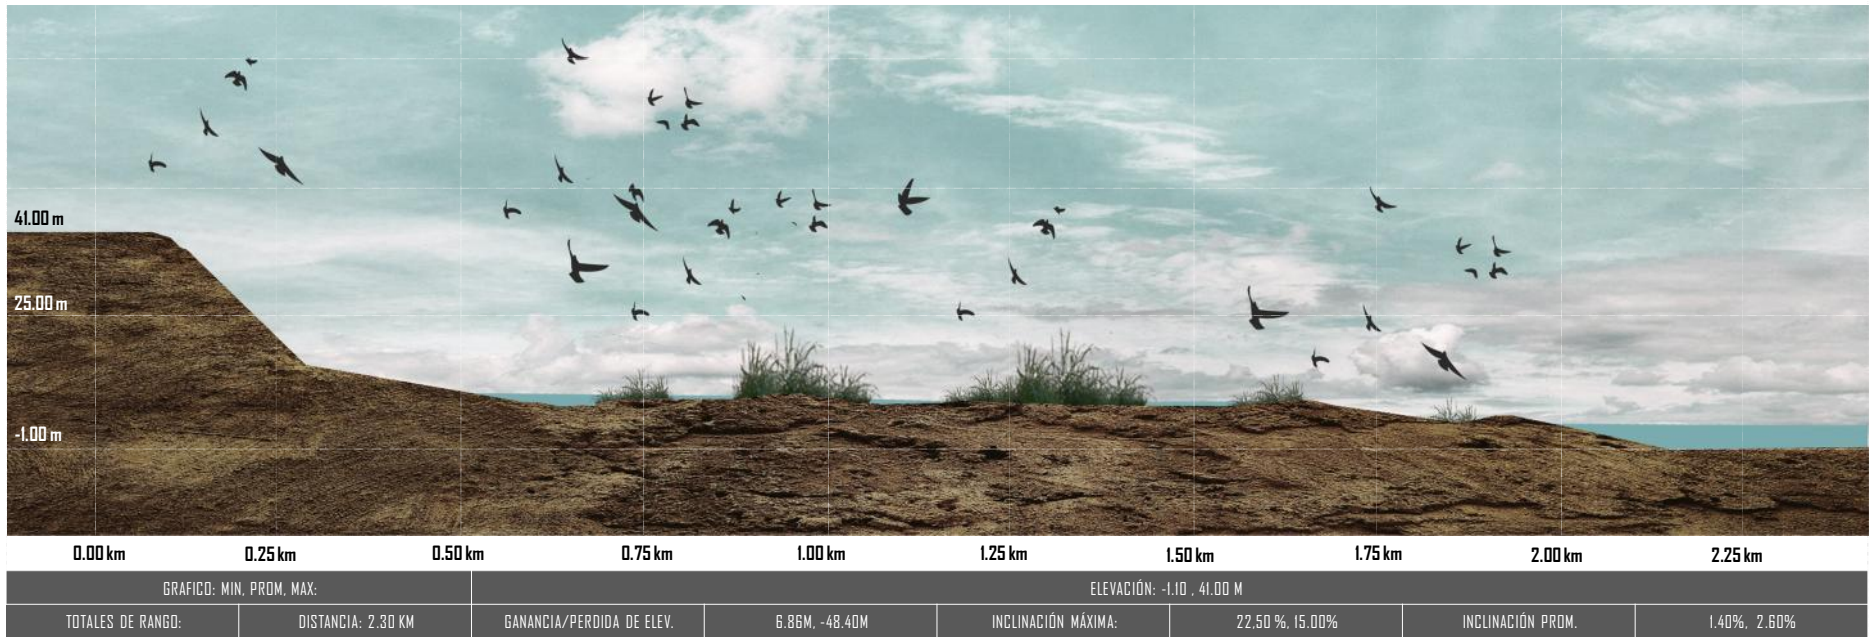 41.00 m
25.00 m
-1.00 m
0.00 km 0.25 km 0.50 km 0.75 km 1.00 km 1.25 km 1.50 km 1.75 km 2.00 km 2.25 km
GRAFICO: MIN, PROM, MAX: ELEVACIÓN: -1.10 , 41.00 M
TOTALES DE RANGO: DISTANCIA: 2.30 KM GANANCIA/PERDIDA DE ELEV. 6.86M, -48.40M INCLINACIÓN MÁXIMA: 22,50 %, 15.00% INCLINACIÓN PROM. 1.40%, 2.60%